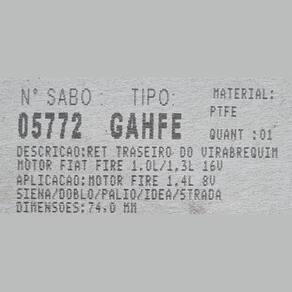 N° SABO : TIPO: MATERIAL:
05772 GAHFE PTFE
QUANT :01
DESCRICAO:RET TRASEIRO DO VIRABREQUIM
MOTOR FIAT FIRE 1.0L/1,3L 16V
APLICACAO:MOTOR FIRE 1.4L 8V
SIENA/DOBLO/PALIO/IDEA/STRADA
DIMENSOES:74,0 MM